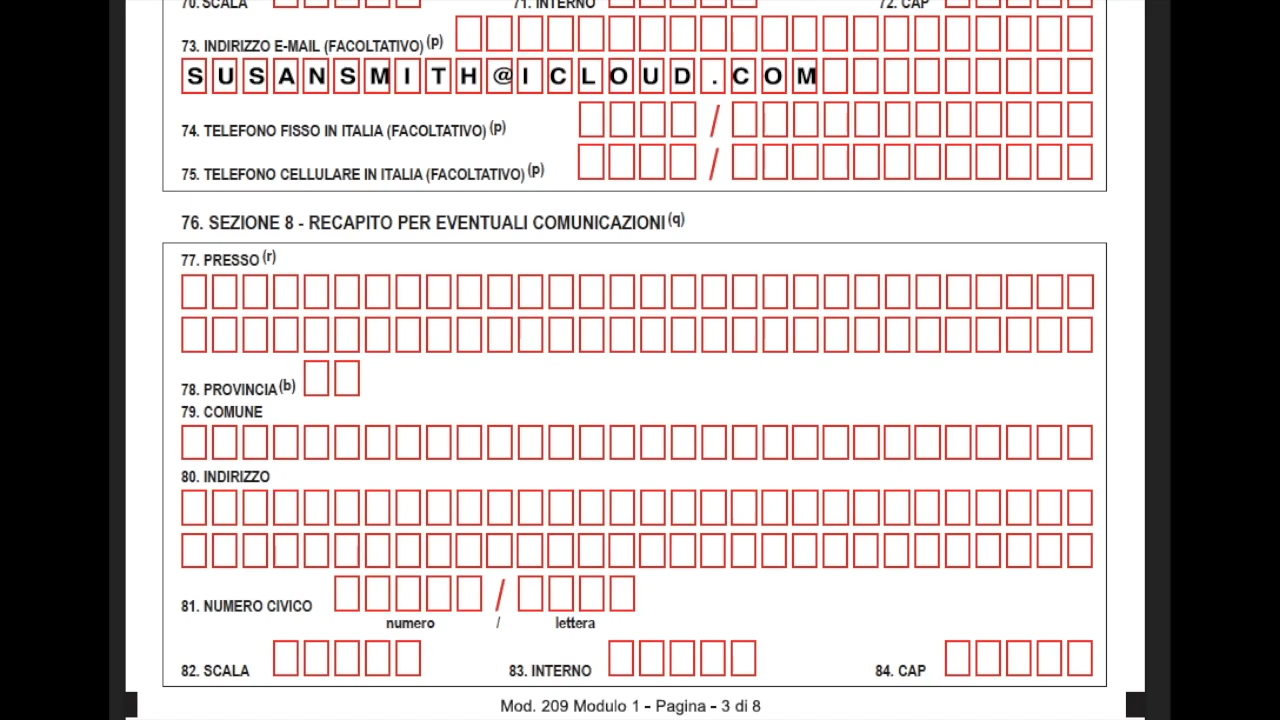 70. SCALA 71. INTERNO 72. CAP
73. INDIRIZZO E-MAIL (FACOLTATIVO) (p)
SUSANSMITH@ICLOUD.COM
74. TELEFONO FISSO IN ITALIA (FACOLTATIVO) (p) /
75. TELEFONO CELLULARE IN ITALIA (FACOLTATIVO) (p) /
76. SEZIONE 8 - RECAPITO PER EVENTUALI COMUNICAZIONI (q)
77. PRESSO (r)
78. PROVINCIA (b)
79. COMUNE
80. INDIRIZZO
81. NUMERO CIVICO /
numero / lettera
82. SCALA 83. INTERNO 84. CAP
Mod. 209 Modulo 1 - Pagina - 3 di 8